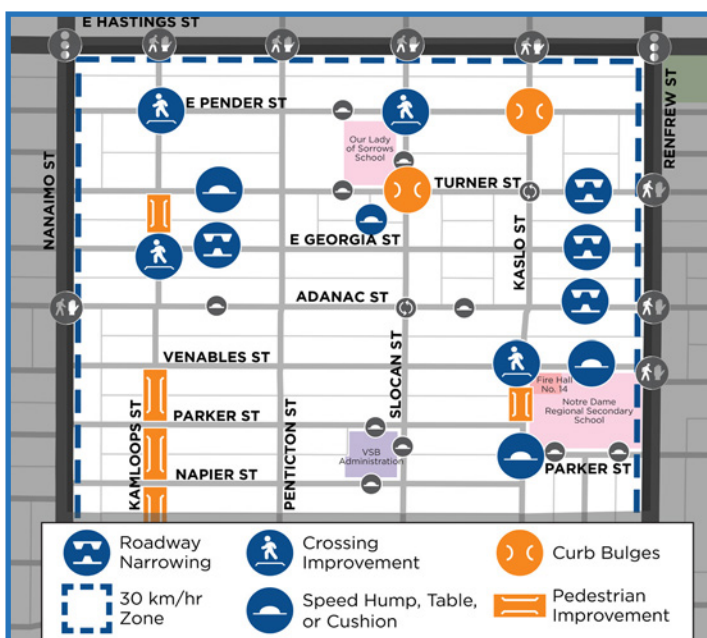 E HASTINGS ST
E PENDER ST
Our Lady
of Sorrows
School
RENFREW ST
NANAIMO ST
TURNER ST
E GEORGIA ST
KASLO ST
ADANAC ST
SLOCAN ST
VENABLES ST
Fire Hall
No. 14
Notre Dame
Regional Secondary
School
KAMLOOPS ST
PARKER ST
PENTICTON ST
VSB
Administration
PARKER ST
NAPIER ST
Roadway
Narrowing
Crossing
Improvement
Curb Bulges
30 km/hr
Zone
Speed Hump, Table,
or Cushion
Pedestrian
Improvement